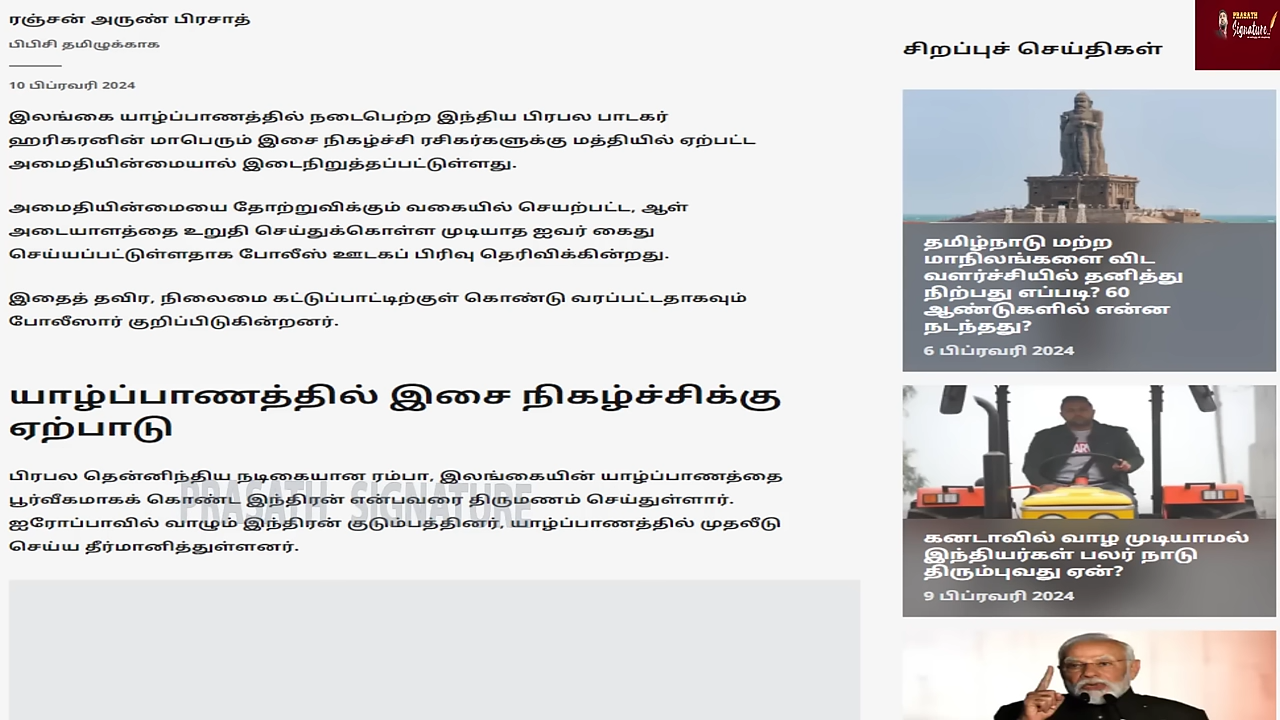 ரஞ்சன் அருண் பிரசாத்
பிபிசி தமிழுக்காக
10 பிப்ரவரி 2024
இலங்கை யாழ்ப்பாணத்தில் நடைபெற்ற இந்திய பிரபல பாடகர்
ஹரிகரனின் மாபெரும் இசை நிகழ்ச்சி ரசிகர்களுக்கு மத்தியில் ஏற்பட்ட
அமைதியின்மையால் இடைநிறுத்தப்பட்டுள்ளது.
அமைதியின்மையை தோற்றுவிக்கும் வகையில் செயற்பட்ட, ஆள்
அடையாளத்தை உறுதி செய்துக்கொள்ள முடியாத ஐவர் கைது
செய்யப்பட்டுள்ளதாக போலீஸ் ஊடகப் பிரிவு தெரிவிக்கின்றது.
இதைத் தவிர, நிலைமை கட்டுப்பாட்டிற்குள் கொண்டு வரப்பட்டதாகவும்
போலீஸார் குறிப்பிடுகின்றனர்.
யாழ்ப்பாணத்தில் இசை நிகழ்ச்சிக்கு
ஏற்பாடு
பிரபல தென்னிந்திய நடிகையான ரம்பா, இலங்கையின் யாழ்ப்பாணத்தை
பூர்வீகமாகக் கொண்ட இந்திரன் என்பவரை திருமணம் செய்துள்ளார்.
ஐரோப்பாவில் வாழும் இந்திரன் குடும்பத்தினர், யாழ்ப்பாணத்தில் முதலீடு
செய்ய தீர்மானித்துள்ளனர்.
PRASATH SIGNATURE
சிறப்புச் செய்திகள்
PRASATH
Signature
தமிழ்நாடு மற்ற
மாநிலங்களை விட
வளர்ச்சியில் தனித்து
நிற்பது எப்படி? 60
ஆண்டுகளில் என்ன
நடந்தது?
6 பிப்ரவரி 2024
கனடாவில் வாழ முடியாமல்
இந்தியர்கள் பலர் நாடு
திரும்புவது ஏன்?
9 பிப்ரவரி 2024